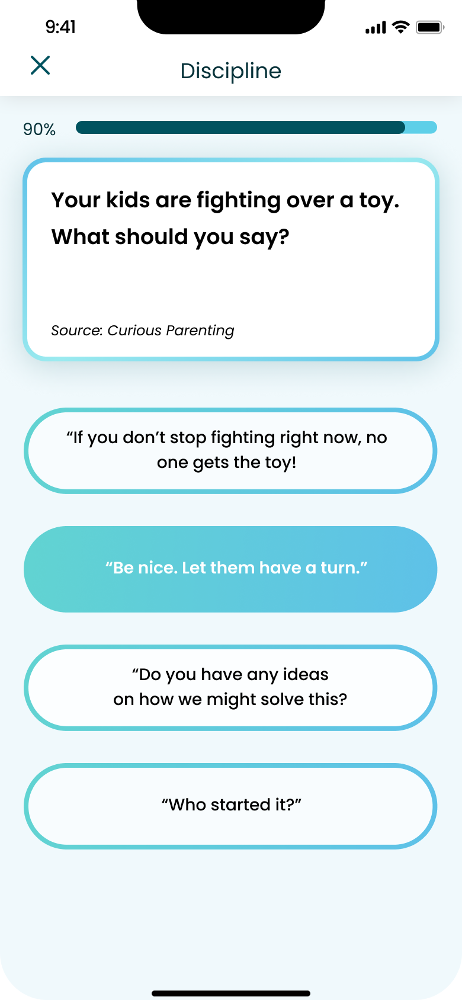 9:41
Discipline
90%
Your kids are fighting over a toy.
What should you say?
Source: Curious Parenting
“If you don’t stop fighting right now, no
one gets the toy!
“Be nice. Let them have a turn.”
“Do you have any ideas
on how we might solve this?
“Who started it?”